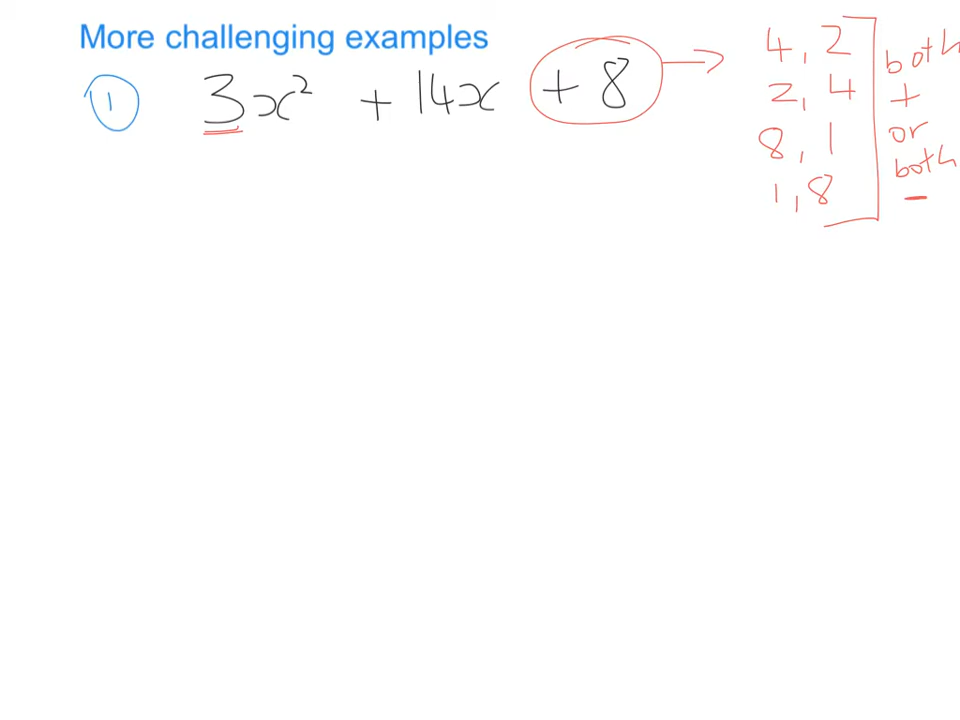 More challenging examples
① 3x² + 14x + 8
4, 2
2, 4
8, 1
1, 8
both
+
or
both
-